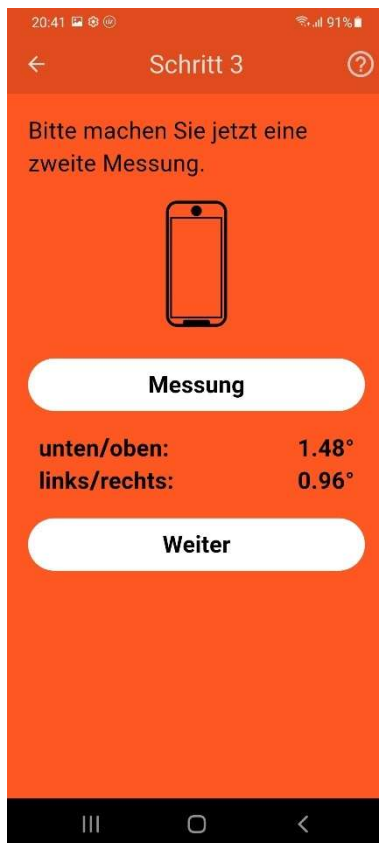 20:41 91%
Schritt 3
Bitte machen Sie jetzt eine
zweite Messung.
Messung
unten/oben: 1.48°
links/rechts: 0.96°
Weiter